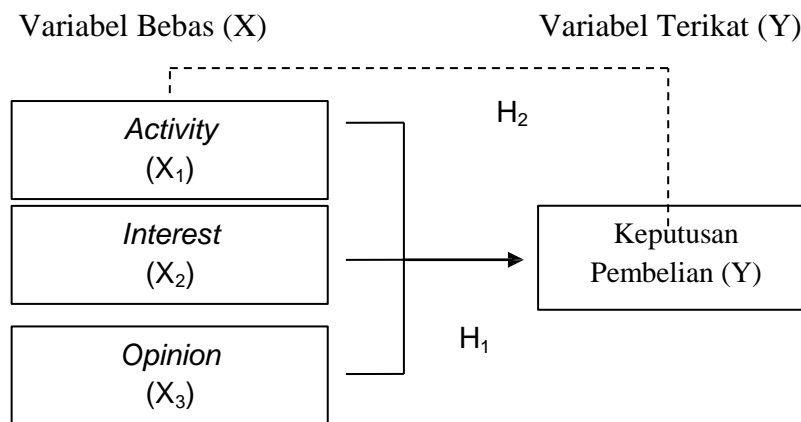 Variabel Bebas (X)
Variabel Terikat (Y)
Activity
(X₁)
H₂
Interest
(X₂)
Keputusan
Pembelian (Y)
H₁
Opinion
(X₃)